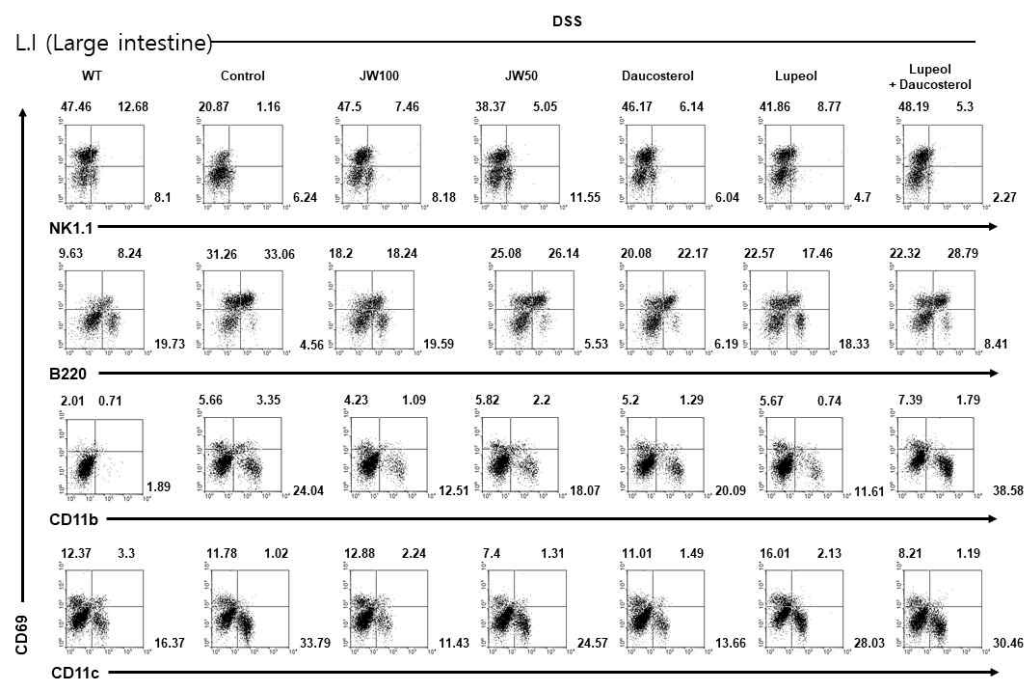 DSS
L.I (Large intestine)
WT Control JW100 JW50 Daucosterol Lupeol Lupeol + Daucosterol
47.46 12.68 20.87 1.16 47.5 7.46 38.37 5.05 46.17 6.14 41.86 8.77 48.19 5.3
8.1 6.24 8.18 11.55 6.04 4.7 2.27
NK1.1
9.63 8.24 31.26 33.06 18.2 18.24 25.08 26.14 20.08 22.17 22.57 17.46 22.32 28.79
19.73 4.56 19.59 5.53 6.19 18.33 8.41
B220
2.01 0.71 5.66 3.35 4.23 1.09 5.82 2.2 5.2 1.29 5.67 0.74 7.39 1.79
1.89 24.04 12.51 18.07 20.09 11.61 38.58
CD11b
12.37 3.3 11.78 1.02 12.88 2.24 7.4 1.31 11.01 1.49 16.01 2.13 8.21 1.19
16.37 33.79 11.43 24.57 13.66 28.03 30.46
CD11c
CD69